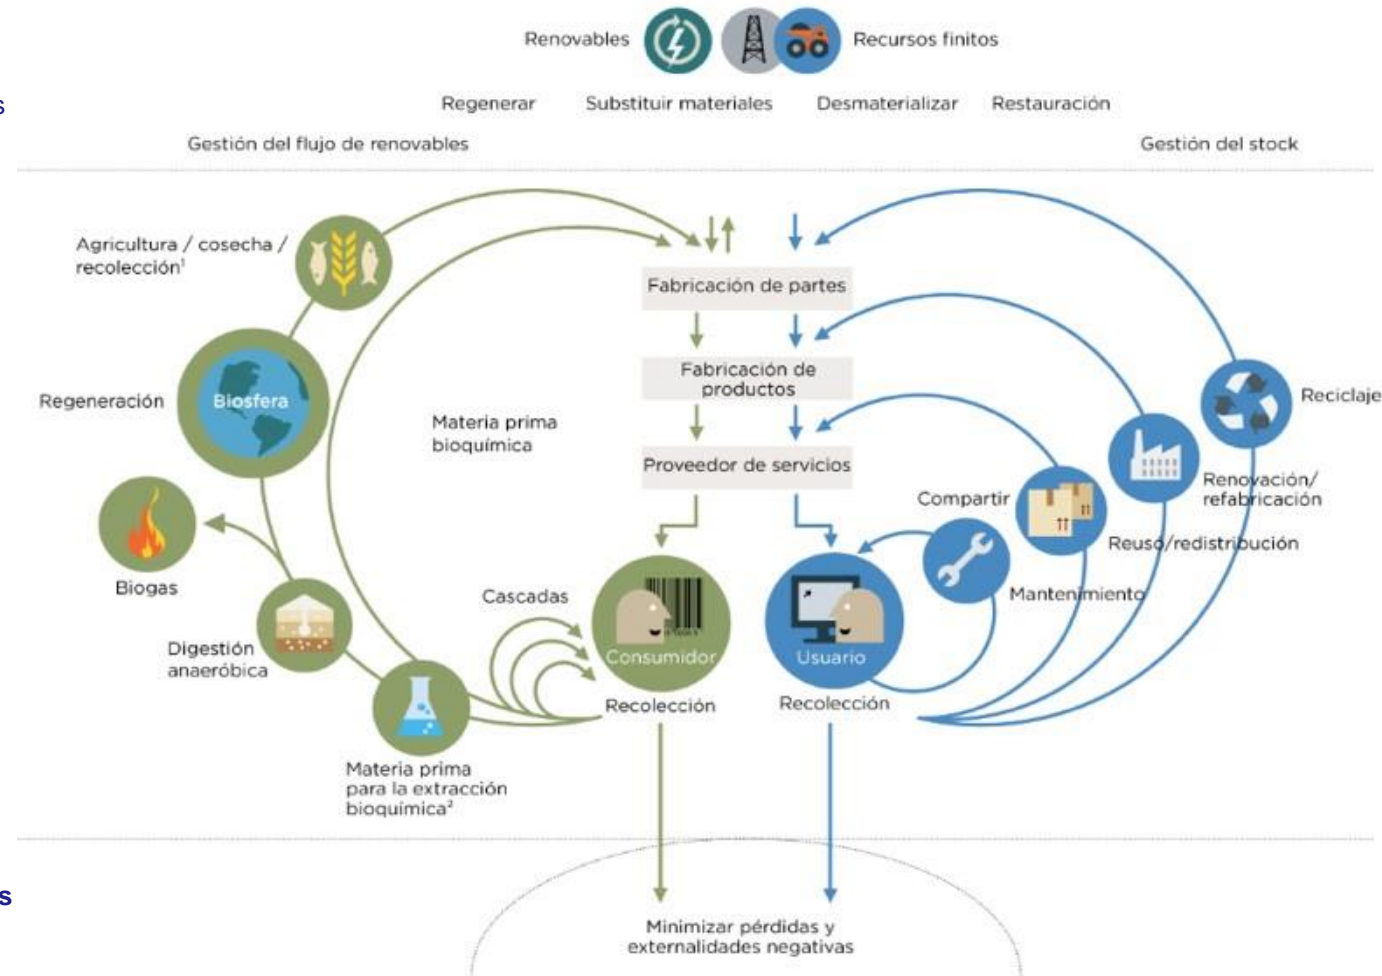 Renovables
Recursos finitos
s
Regenerar
Substituir materiales
Desmaterializar
Restauración
Gestión del flujo de renovables
Gestión del stock
Agricultura / cosecha /
recolección¹
Fabricación de partes
Fabricación de
productos
Proveedor de servicios
Regeneración
Biosfera
Materia prima
bioquímica
Reciclaje
Renovación/
refabricación
Compartir
Reuso/redistribución
Mantenimiento
Biogas
Cascadas
Digestión
anaeróbica
Consumidor
Usuario
Recolección
Recolección
Materia prima
para la extracción
bioquímica²
s
Minimizar pérdidas y
externalidades negativas